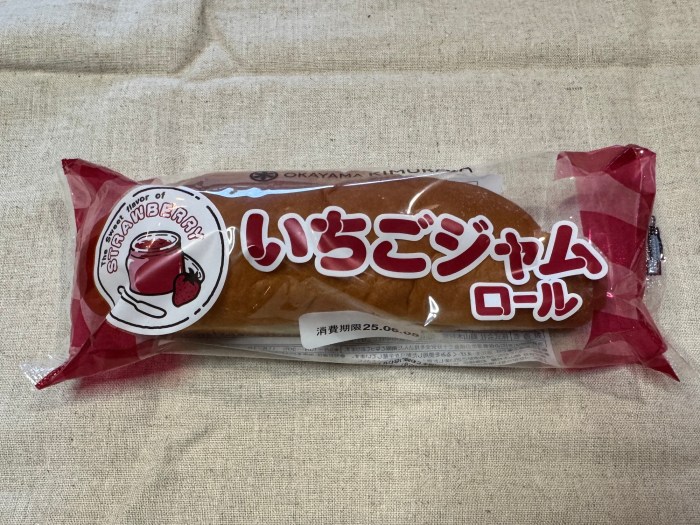 OKAYAMA KIMURAYA
The Sweet flavor of
STRAWBERRY
いちごジャム
ロール
消費期限25.06.08